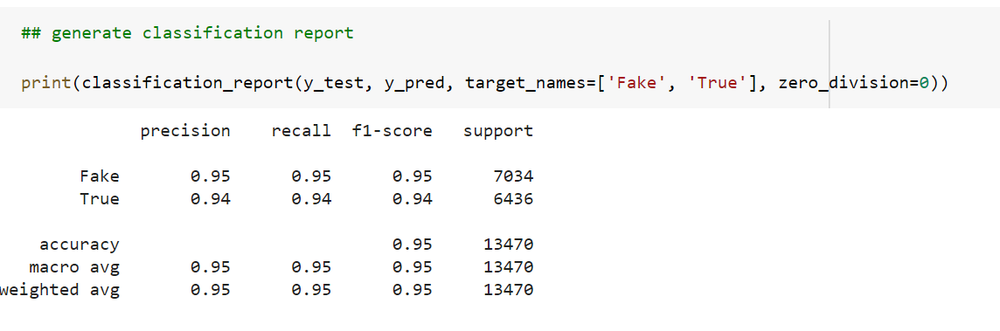 ## generate classification report
print(classification_report(y_test, y_pred, target_names=['Fake', 'True'], zero_division=0))
precision recall f1-score support
Fake 0.95 0.95 0.95 7034
True 0.94 0.94 0.94 6436
accuracy 0.95 13470
macro avg 0.95 0.95 0.95 13470
weighted avg 0.95 0.95 0.95 13470